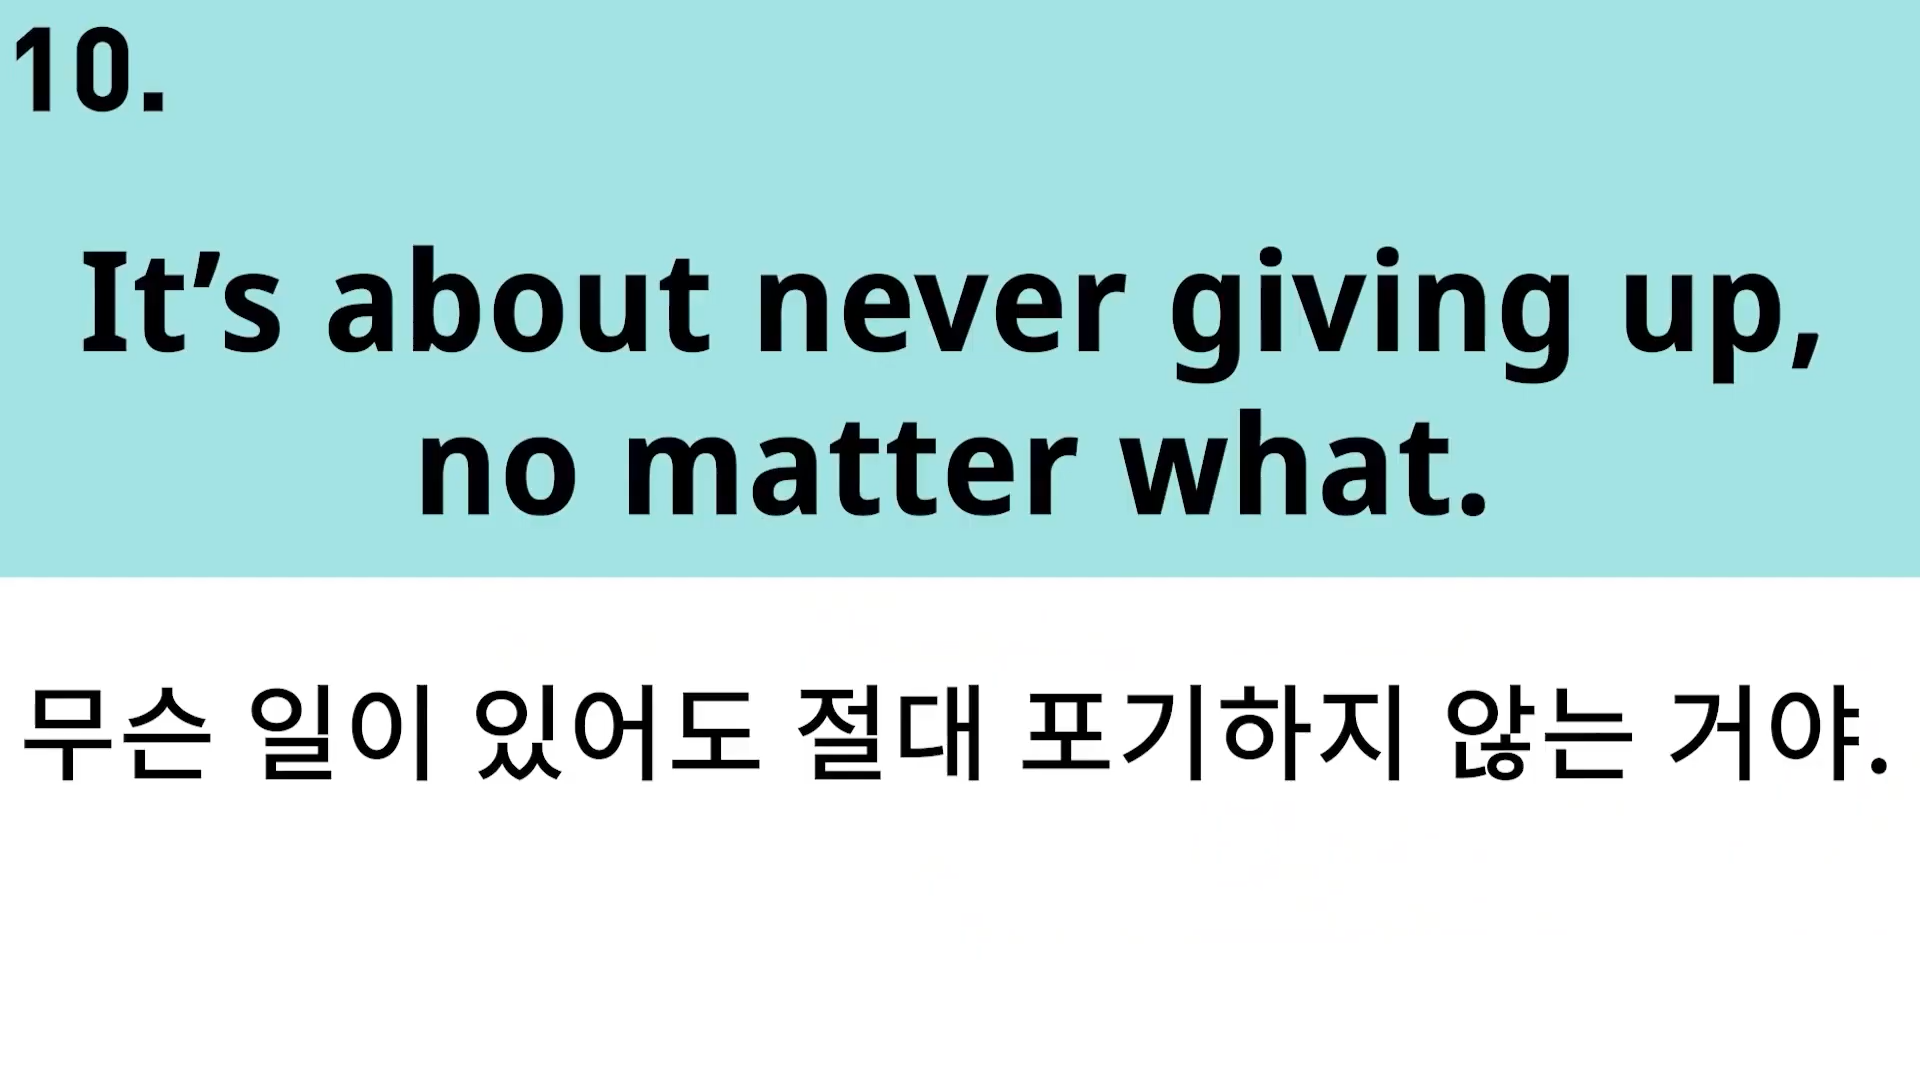 10.
It’s about never giving up,
no matter what.
무슨 일이 있어도 절대 포기하지 않는 거야.